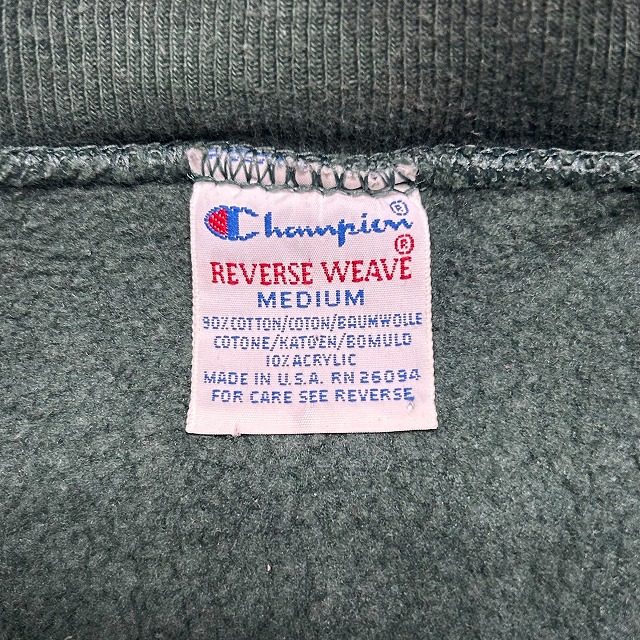 Champion®
REVERSE WEAVE®
MEDIUM
90% COTTON/COTON/BAUMWOLLE
COTONE/KATOEN/BOMULD
10% ACRYLIC
MADE IN U.S.A. RN 26094
FOR CARE SEE REVERSE